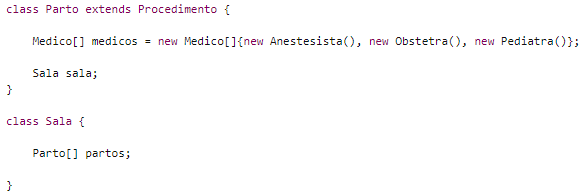 class Parto extends Procedimento {
Medico[] medicos = new Medico[]{new Anestesista(), new Obstetra(), new Pediatra()};
Sala sala;
}
class Sala {
Parto[] partos;
}